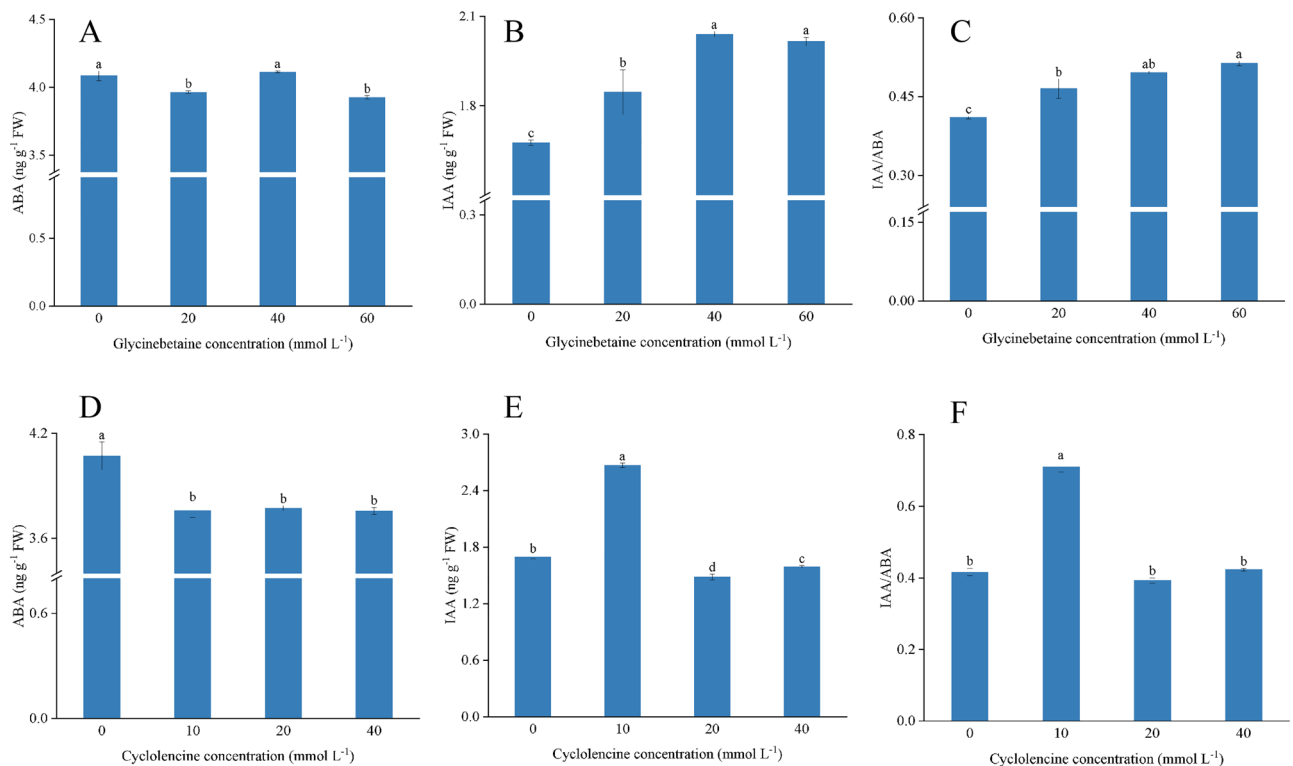 A
4.5
4.0
3.5
0.5
0.0
ABA (ng g-1 FW)
a
b
a
b
0 20 40 60
Glycinebetaine concentration (mmol L-1)
B
2.1
1.8
0.3
0.0
IAA (ng g-1 FW)
c
b
a
a
0 20 40 60
Glycinebetaine concentration (mmol L-1)
C
0.60
0.45
0.30
0.15
0.00
IAA/ABA
c
b
ab
a
0 20 40 60
Glycinebetaine concentration (mmol L-1)
D
4.2
3.6
0.6
0.0
ABA (ng g-1 FW)
a
b
b
b
0 10 20 40
Cyclolencine concentration (mmol L-1)
E
3.0
2.4
1.8
1.2
0.6
0.0
IAA (ng g-1 FW)
b
a
d
c
0 10 20 40
Cyclolencine concentration (mmol L-1)
F
0.8
0.6
0.4
0.2
0.0
IAA/ABA
b
a
b
b
0 10 20 40
Cyclolencine concentration (mmol L-1)